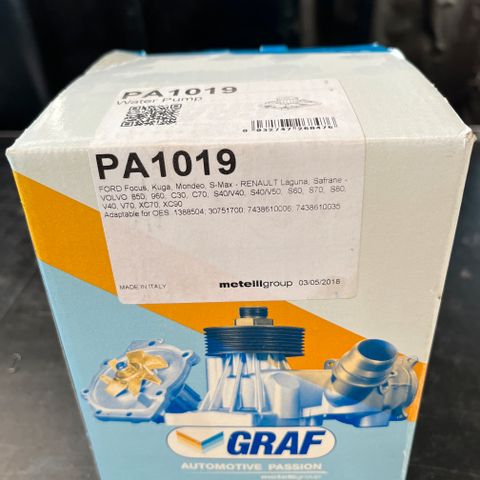 PA1019
Water Pump
8 032747 268476
PA1019
FORD Focus, Kuga, Mondeo, S-Max - RENAULT Laguna, Safrane -
VOLVO 850, 960, C30, C70, S40/V40, S40/V50, S60, S70, S80,
V40, V70, XC70, XC90
Adaptable for OES: 1388504; 30751700; 7438610006; 7438610035
MADE IN ITALY
metelligroup 03/05/2018
GRAF
AUTOMOTIVE PASSION
metelligroup